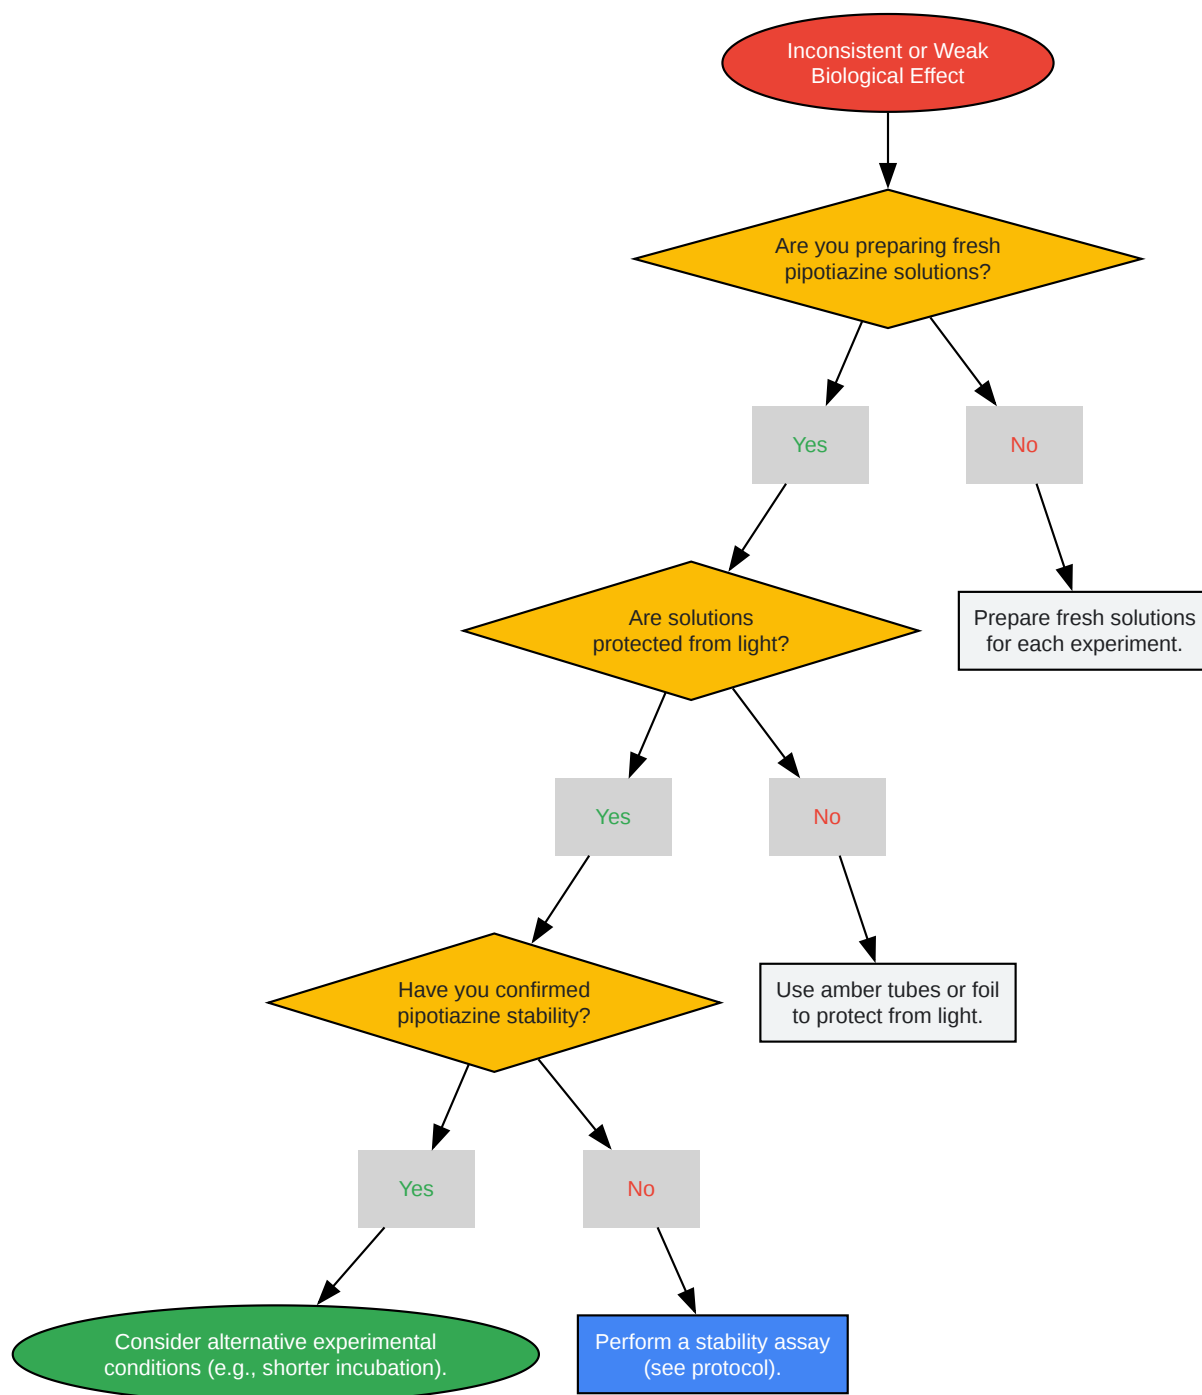 Inconsistent or Weak
Biological Effect
Are you preparing fresh
pipotiazine solutions?
Yes
No
Are solutions
protected from light?
Prepare fresh solutions
for each experiment.
Yes
No
Have you confirmed
pipotiazine stability?
Use amber tubes or foil
to protect from light.
Yes
No
Consider alternative experimental
conditions (e.g., shorter incubation).
Perform a stability assay
(see protocol).